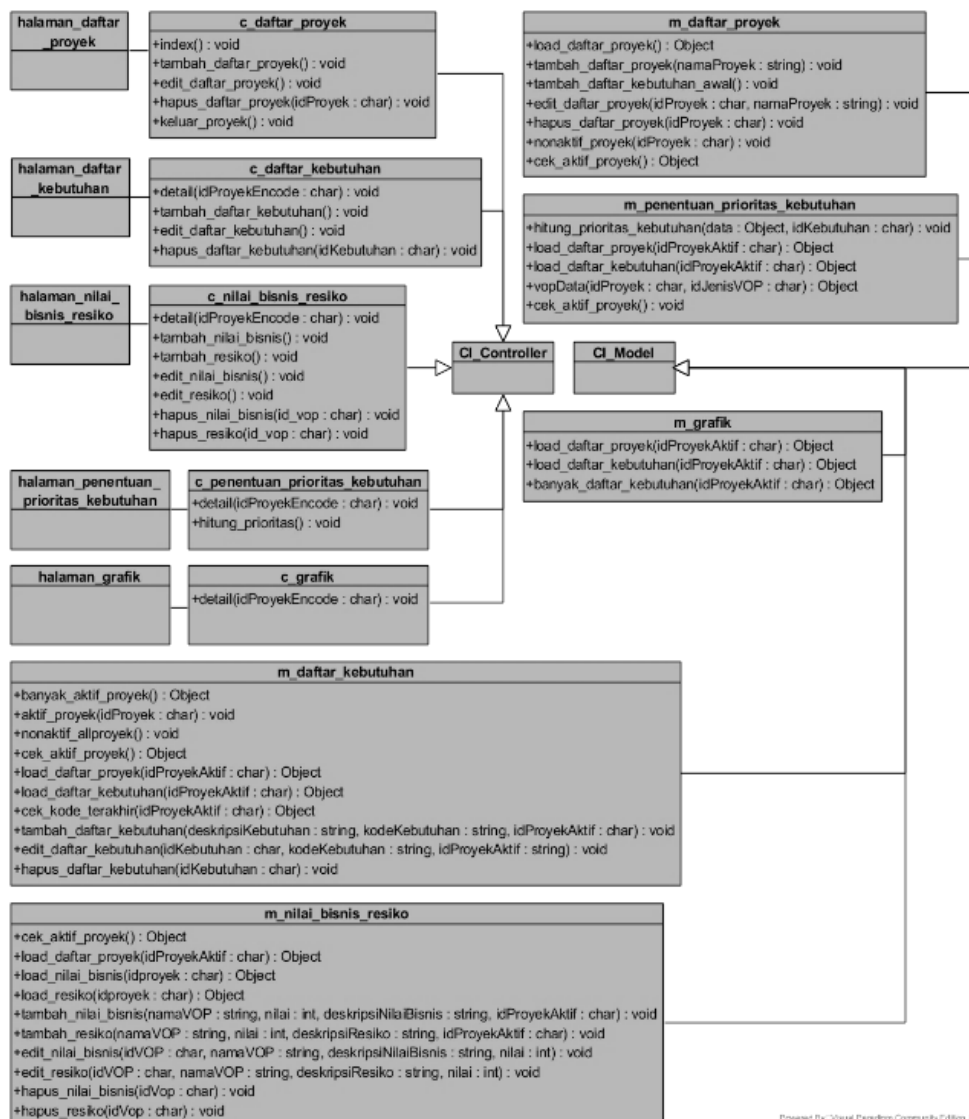 halaman_daftar
_proyek
c_daftar_proyek
+index() : void
+tambah_daftar_proyek() : void
+edit_daftar_proyek() : void
+hapus_daftar_proyek(idProyek : char) : void
+keluar_proyek() : void
m_daftar_proyek
+load_daftar_proyek() : Object
+tambah_daftar_proyek(namaProyek : string) : void
+tambah_daftar_kebutuhan_awal() : void
+edit_daftar_proyek(idProyek : char, namaProyek : string) : void
+hapus_daftar_proyek(idProyek : char) : void
+nonaktif_proyek(idProyek : char) : void
+cek_aktif_proyek() : Object
halaman_daftar
_kebutuhan
c_daftar_kebutuhan
+detail(idProyekEncode : char) : void
+tambah_daftar_kebutuhan() : void
+edit_daftar_kebutuhan() : void
+hapus_daftar_kebutuhan(idKebutuhan : char) : void
m_penentuan_prioritas_kebutuhan
+hitung_prioritas_kebutuhan(data : Object, idKebutuhan : char) : void
+load_daftar_proyek(idProyekAktif : char) : Object
+load_daftar_kebutuhan(idProyekAktif : char) : Object
+vopData(idProyek : char, idJenisVOP : char) : Object
+cek_aktif_proyek() : void
halaman_nilai_
bisnis_resiko
c_nilai_bisnis_resiko
+detail(idProyekEncode : char) : void
+tambah_nilai_bisnis() : void
+tambah_resiko() : void
+edit_nilai_bisnis() : void
+edit_resiko() : void
+hapus_nilai_bisnis(id_vop : char) : void
+hapus_resiko(id_vop : char) : void
CI_Controller
CI_Model
m_grafik
+load_daftar_proyek(idProyekAktif : char) : Object
+load_daftar_kebutuhan(idProyekAktif : char) : Object
+banyak_daftar_kebutuhan(idProyekAktif : char) : Object
halaman_penentuan_
prioritas_kebutuhan
c_penentuan_prioritas_kebutuhan
+detail(idProyekEncode : char) : void
+hitung_prioritas() : void
halaman_grafik
c_grafik
+detail(idProyekEncode : char) : void
m_daftar_kebutuhan
+banyak_aktif_proyek() : Object
+aktif_proyek(idProyek : char) : void
+nonaktif_allproyek() : void
+cek_aktif_proyek() : Object
+load_daftar_proyek(idProyekAktif : char) : Object
+load_daftar_kebutuhan(idProyekAktif : char) : Object
+cek_kode_terakhir(idProyekAktif : char) : Object
+tambah_daftar_kebutuhan(deskripsiKebutuhan : string, kodeKebutuhan : string, idProyekAktif : char) : void
+edit_daftar_kebutuhan(idKebutuhan : char, kodeKebutuhan : string, idProyekAktif : string) : void
+hapus_daftar_kebutuhan(idKebutuhan : char) : void
m_nilai_bisnis_resiko
+cek_aktif_proyek() : Object
+load_daftar_proyek(idProyekAktif : char) : Object
+load_nilai_bisnis(idproyek : char) : Object
+load_resiko(idproyek : char) : Object
+tambah_nilai_bisnis(namaVOP : string, nilai : int, deskripsiNilaiBisnis : string, idProyekAktif : char) : void
+tambah_resiko(namaVOP : string, nilai : int, deskripsiResiko : string, idProyekAktif : char) : void
+edit_nilai_bisnis(idVOP : char, namaVOP : string, deskripsiNilaiBisnis : string, nilai : int) : void
+edit_resiko(idVOP : char, namaVOP : string, deskripsiResiko : string, nilai : int) : void
+hapus_nilai_bisnis(idVop : char) : void
+hapus_resiko(idVop : char) : void
Powered By Visual Paradigm Community Edition